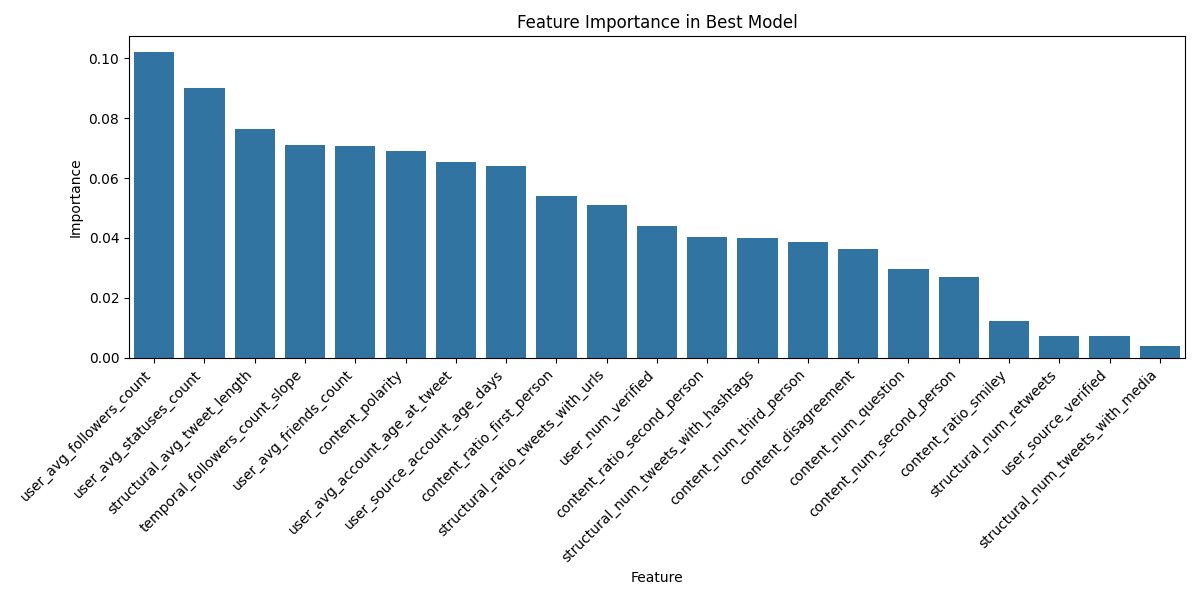 Feature Importance in Best Model
Importance
0.10
0.08
0.06
0.04
0.02
0.00
user_avg_followers_count
user_avg_statuses_count
structural_avg_tweet_length
temporal_followers_count_slope
user_avg_friends_count
content_polarity
user_avg_account_age_at_tweet
user_source_account_age_days
content_ratio_first_person
structural_ratio_tweets_with_urls
user_num_verified
content_ratio_second_person
structural_num_tweets_with_hashtags
content_num_third_person
content_disagreement
content_num_question
content_num_second_person
content_ratio_smiley
structural_num_retweets
user_source_verified
structural_num_tweets_with_media
Feature